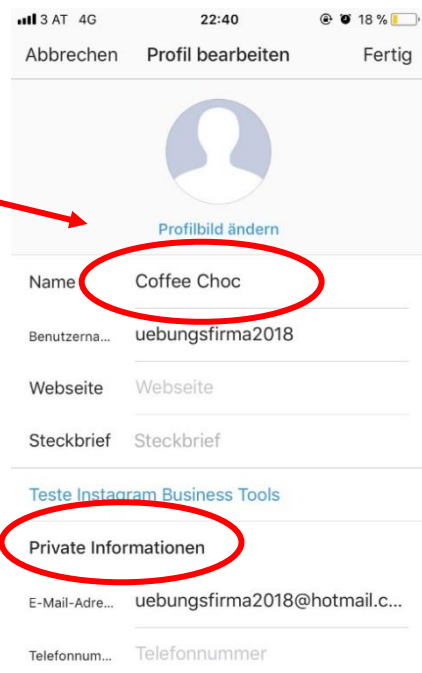 3 AT 4G 22:40 18 %
Abbrechen Profil bearbeiten Fertig
Profilbild ändern
Name Coffee Choc
Benutzerna... uebungsfirma2018
Webseite Webseite
Steckbrief Steckbrief
Teste Instagram Business Tools
Private Informationen
E-Mail-Adre... uebungsfirma2018@hotmail.c...
Telefonnum... Telefonnummer